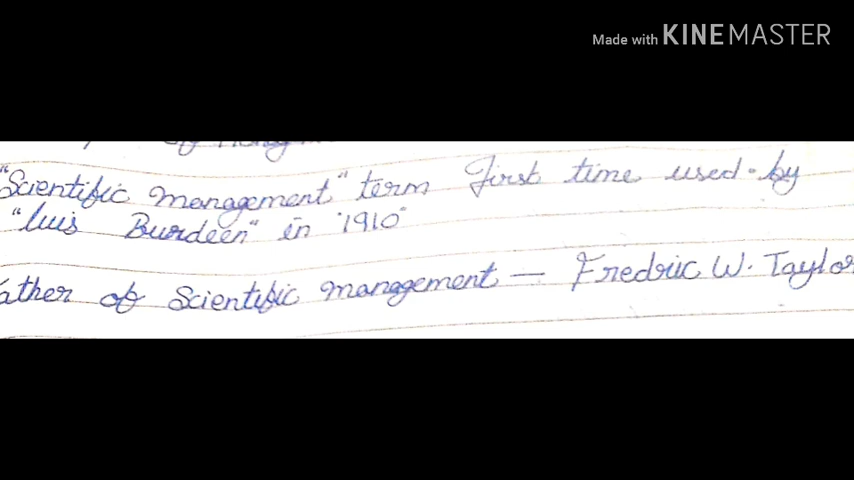 Made with KINEMASTER
"Scientific management" term first time used by
"Luis Burdeen" in "1910"
ather of Scientific management — Fredric W. Taylor